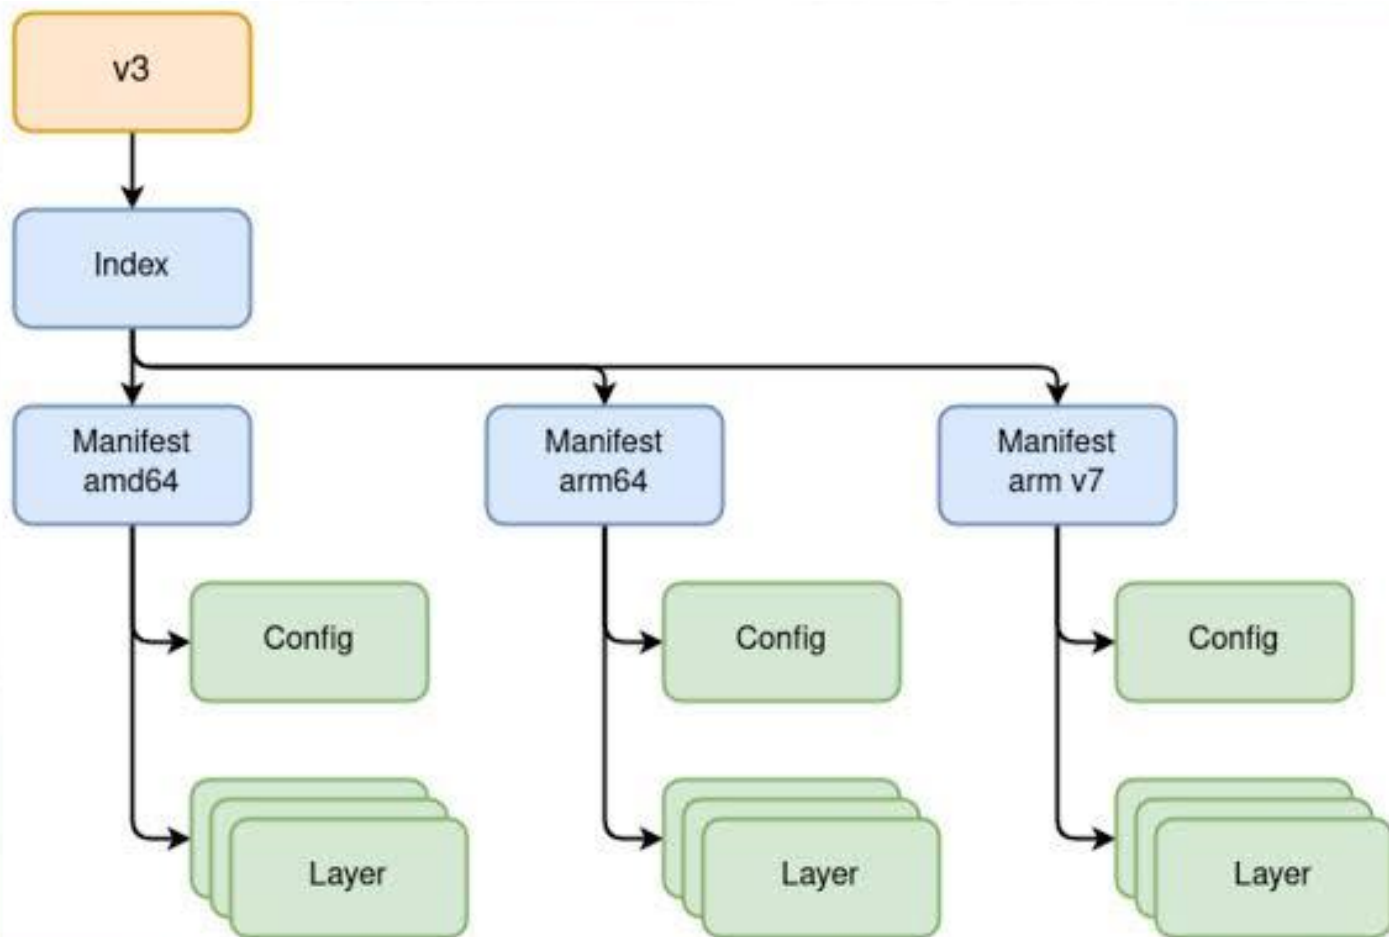 v3
Index
Manifest
amd64
Manifest
arm64
Manifest
arm v7
Config
Config
Config
Layer
Layer
Layer